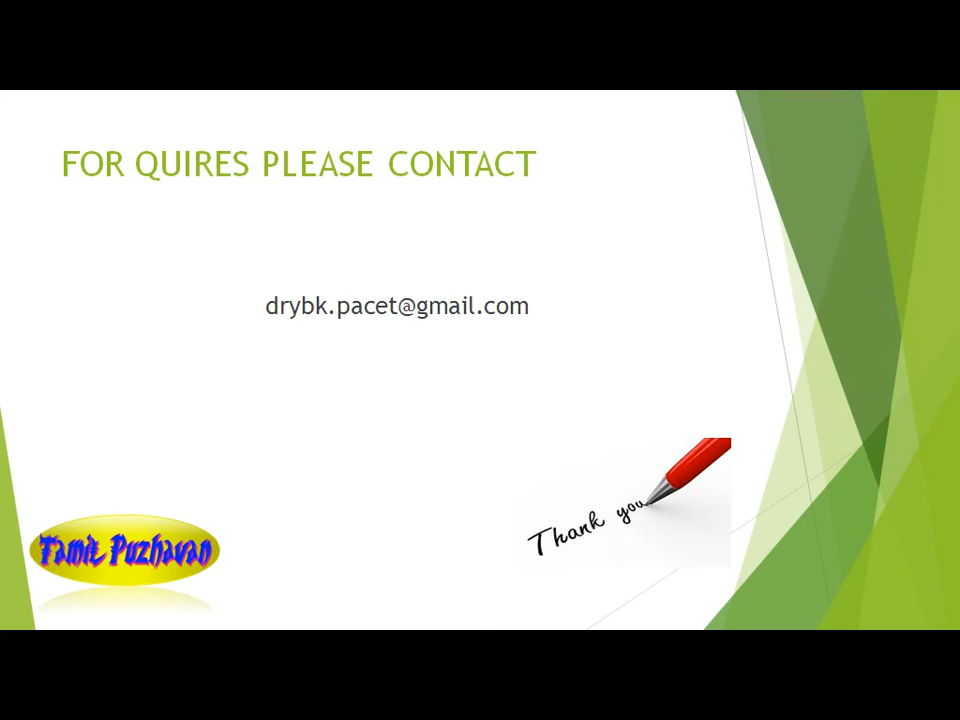 FOR QUIRES PLEASE CONTACT
drybk.pacet@gmail.com
Thank you
Tamil Puzhavan